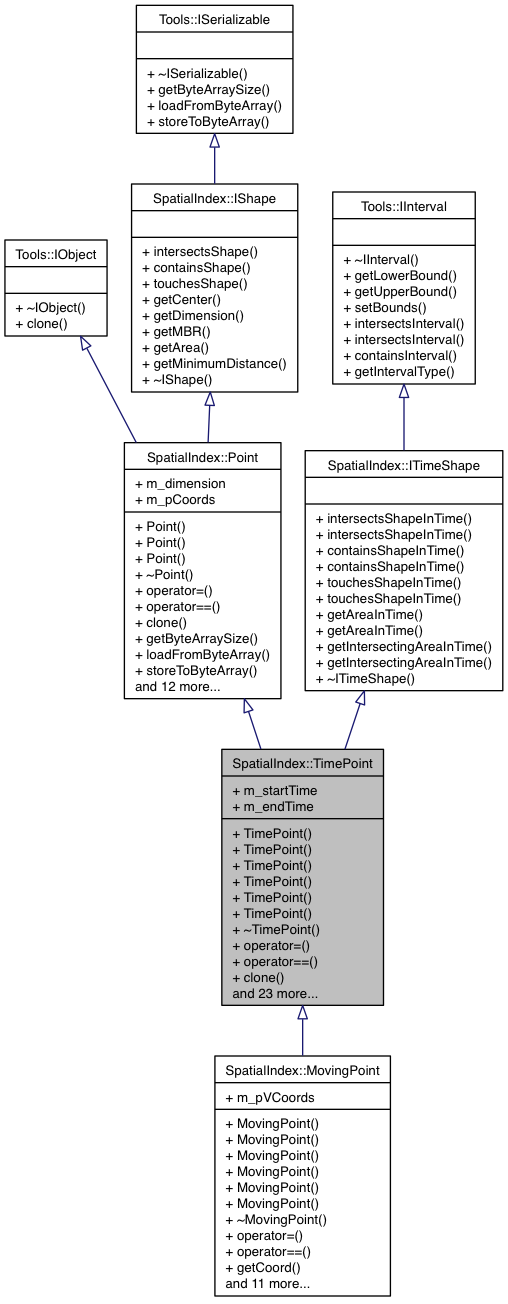 Tools::ISerializable
+ ~ISerializable()
+ getByteArraySize()
+ loadFromByteArray()
+ storeToByteArray()
SpatialIndex::IShape
+ intersectsShape()
+ containsShape()
+ touchesShape()
+ getCenter()
+ getDimension()
+ getMBR()
+ getArea()
+ getMinimumDistance()
+ ~IShape()
Tools::IInterval
+ ~IInterval()
+ getLowerBound()
+ getUpperBound()
+ setBounds()
+ intersectsInterval()
+ intersectsInterval()
+ containsInterval()
+ getIntervalType()
Tools::IObject
+ ~IObject()
+ clone()
SpatialIndex::Point
+ m_dimension
+ m_pCoords
+ Point()
+ Point()
+ Point()
+ ~Point()
+ operator=()
+ operator==()
+ clone()
+ getByteArraySize()
+ loadFromByteArray()
+ storeToByteArray()
and 12 more...
SpatialIndex::ITimeShape
+ intersectsShapeInTime()
+ intersectsShapeInTime()
+ containsShapeInTime()
+ containsShapeInTime()
+ touchesShapeInTime()
+ touchesShapeInTime()
+ getAreaInTime()
+ getAreaInTime()
+ getIntersectingAreaInTime()
+ getIntersectingAreaInTime()
+ ~ITimeShape()
SpatialIndex::TimePoint
+ m_startTime
+ m_endTime
+ TimePoint()
+ TimePoint()
+ TimePoint()
+ TimePoint()
+ TimePoint()
+ TimePoint()
+ ~TimePoint()
+ operator=()
+ operator==()
+ clone()
and 23 more...
SpatialIndex::MovingPoint
+ m_pVCoords
+ MovingPoint()
+ MovingPoint()
+ MovingPoint()
+ MovingPoint()
+ MovingPoint()
+ MovingPoint()
+ ~MovingPoint()
+ operator=()
+ operator==()
+ getCoord()
and 11 more...